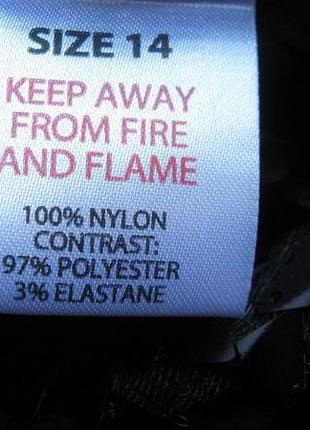 SIZE 14
KEEP AWAY
FROM FIRE
AND FLAME
100% NYLON
CONTRAST:
97% POLYESTER
3% ELASTANE